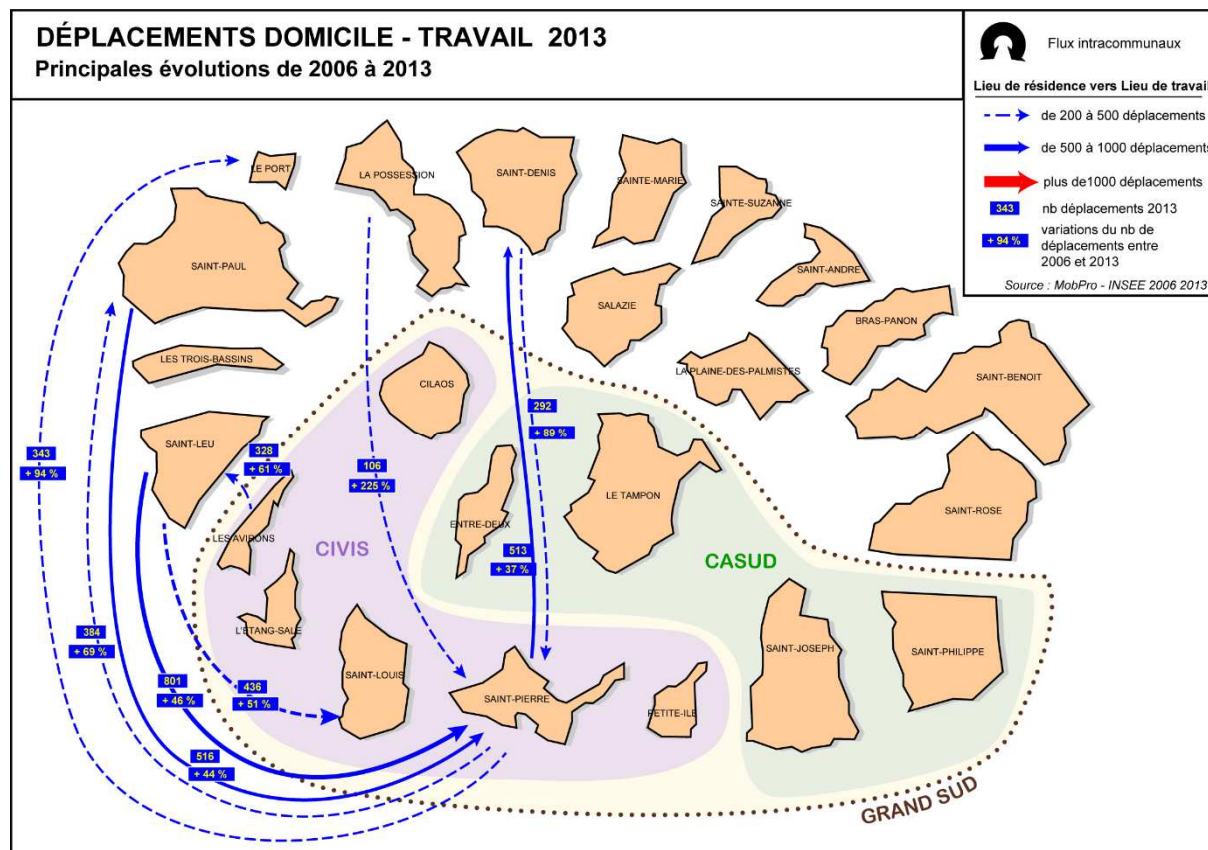 DÉPLACEMENTS DOMICILE - TRAVAIL 2013
Principales évolutions de 2006 à 2013
Flux intracommunaux
Lieu de résidence vers Lieu de travail
de 200 à 500 déplacements
de 500 à 1000 déplacements
plus de1000 déplacements
343
nb déplacements 2013
+ 94 %
variations du nb de
déplacements entre
2006 et 2013
Source : MobPro - INSEE 2006 2013
LE PORT
LA POSSESSION
SAINT-DENIS
SAINTE-MARIE
SAINTE-SUZANNE
SAINT-PAUL
SAINT-ANDRE
SALAZIE
BRAS-PANON
LES TROIS-BASSINS
CILAOS
LA PLAINE-DES-PALMISTES
SAINT-BENOIT
292
+ 89 %
SAINT-LEU
328
+ 61 %
343
+ 94 %
106
+ 225 %
LE TAMPON
SAINT-ROSE
ENTRE-DEUX
LES AVIRONS
CIVIS
513
+ 37 %
CASUD
L'ETANG-SALE
384
+ 69 %
SAINT-JOSEPH
SAINT-PHILIPPE
801
+ 46 %
436
+ 51 %
SAINT-LOUIS
SAINT-PIERRE
PETITE-ILE
516
+ 44 %
GRAND SUD